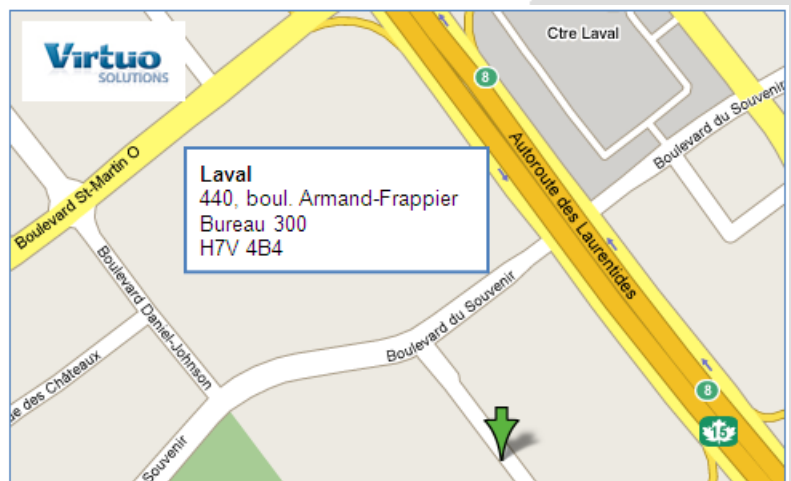 Virtuo
SOLUTIONS
Ctre Laval
8
Boulevard du Souvenir
Autoroute des Laurentides
Boulevard St-Martin O
Laval
440, boul. Armand-Frappier
Bureau 300
H7V 4B4
Boulevard Daniel-Johnson
Boulevard du Souvenir
e des Châteaux
8
15
Souvenir